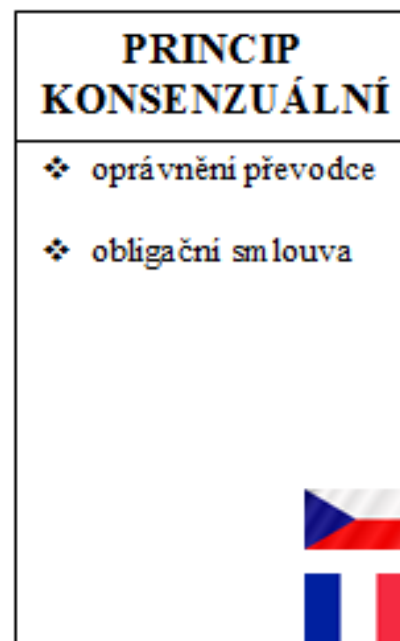 PRINCIP
KONSENZUÁLNÍ
❖ oprávnění převodce
❖ obligační smlouva